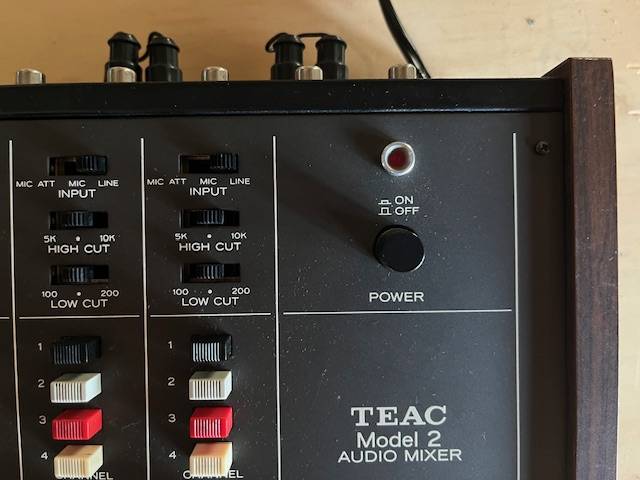 MIC ATT MIC LINE
INPUT
5K 10K
HIGH CUT
100 200
LOW CUT
1
2
3
4
CHANNEL
MIC ATT MIC LINE
INPUT
5K 10K
HIGH CUT
100 200
LOW CUT
1
2
3
4
CHANNEL
ON
OFF
POWER
TEAC
Model 2
AUDIO MIXER